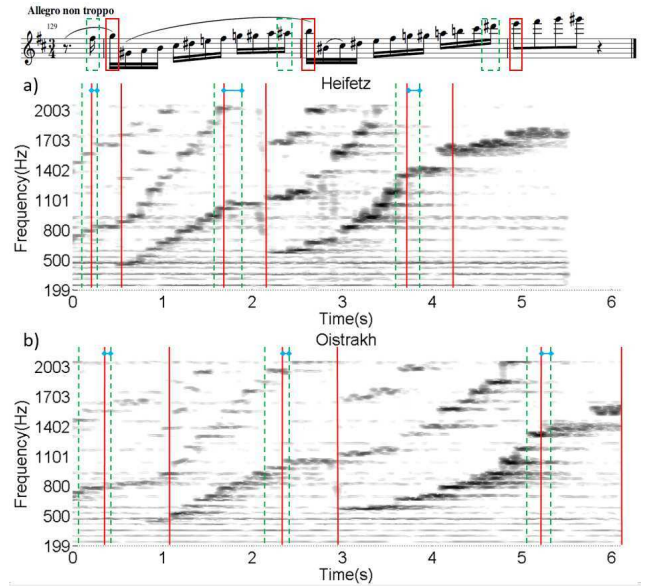 Allegro non troppo
129
a) Heifetz
2003
1703
1402
1101
800
500
199
Frequency(Hz)
0 1 2 3 4 5 6
Time(s)
b) Oistrakh
2003
1703
1402
1101
800
500
199
Frequency(Hz)
0 1 2 3 4 5 6
Time(s)